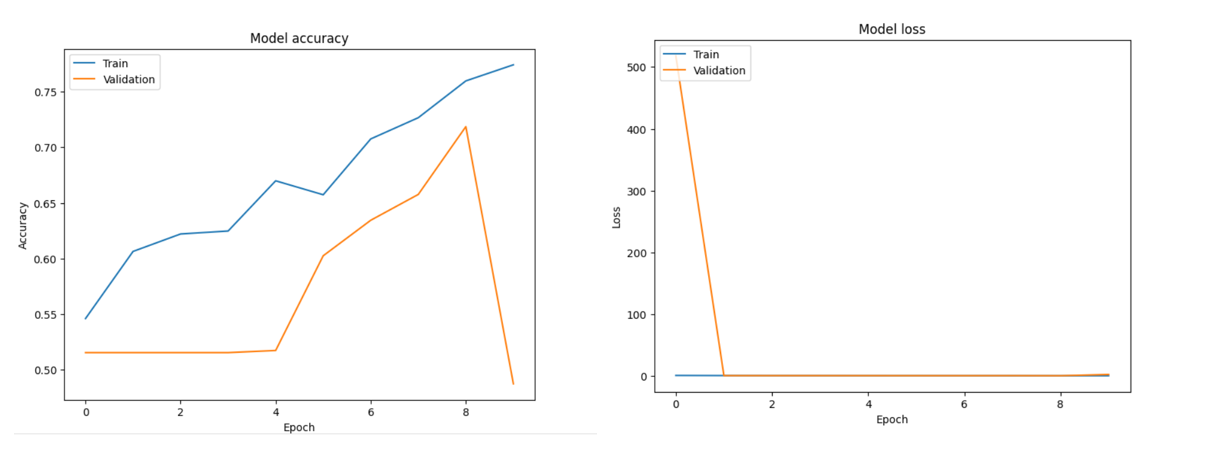 Model accuracy
Train
Validation
0.75
0.70
0.65
0.60
0.55
0.50
Accuracy
0 2 4 6 8
Epoch
Model loss
Train
Validation
500
400
300
200
100
0
Loss
0 2 4 6 8
Epoch